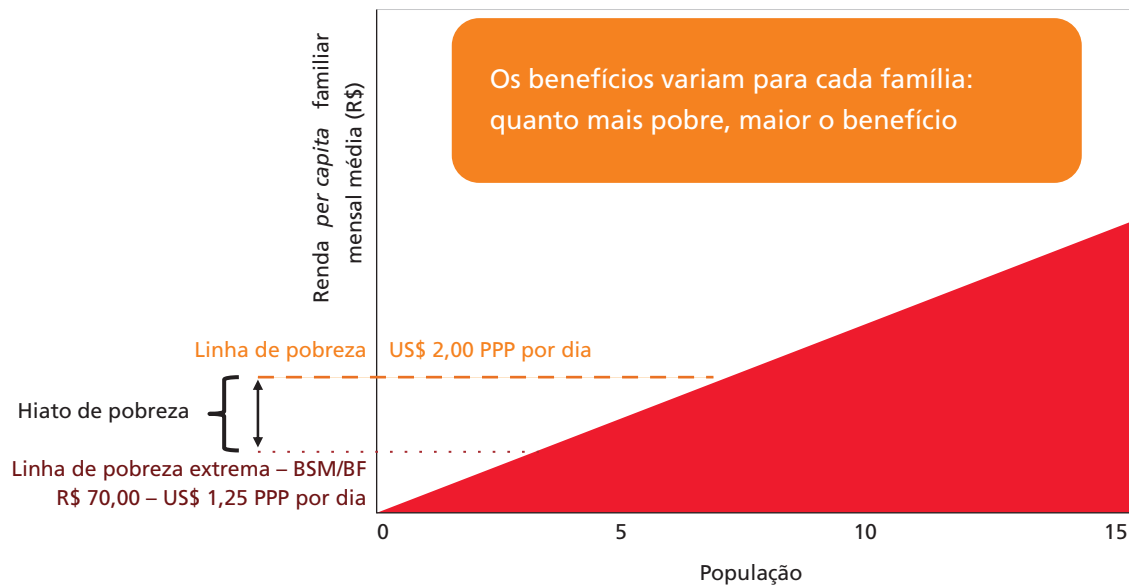 Os benefícios variam para cada família:
quanto mais pobre, maior o benefício
Renda per capita familiar
mensal média (R$)
Linha de pobreza
US$ 2,00 PPP por dia
Hiato de pobreza
Linha de pobreza extrema – BSM/BF
R$ 70,00 – US$ 1,25 PPP por dia
0 5 10 15
População